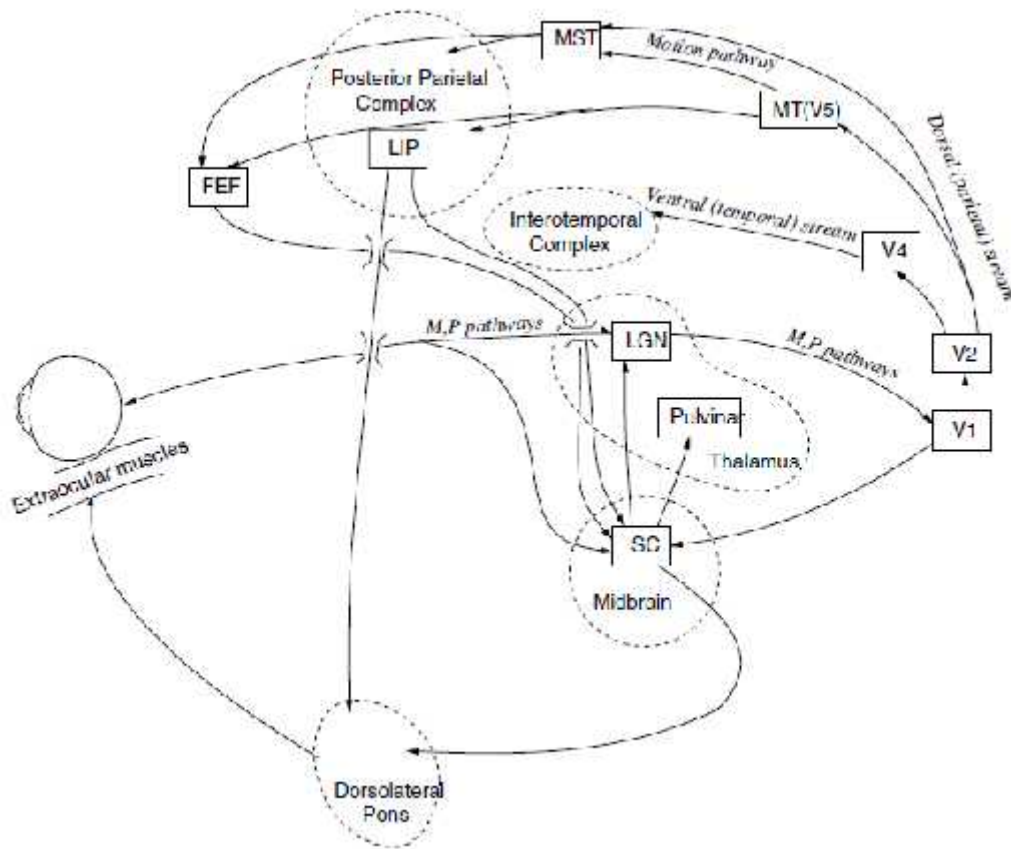 MST
Motion pathway
Posterior Parietal
Complex
MT(V5)
LIP
FEF
Dorsal (parietal) stream
Ventral (temporal) stream
Interotemporal
Complex
V4
M,P pathways
LGN
M,P pathways
V2
Pulvinar
V1
Thalamus
Extraocular muscles
SC
Midbrain
Dorsolateral
Pons